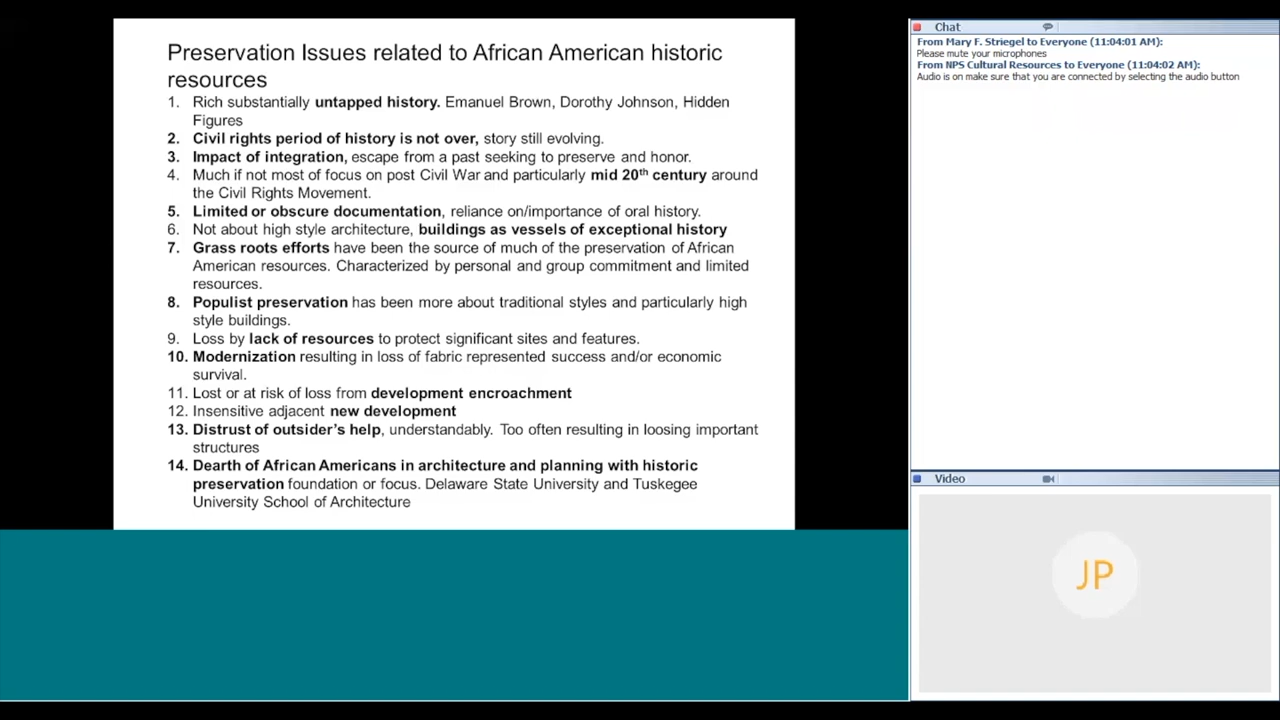 Preservation Issues related to African American historic
resources
1. Rich substantially untapped history. Emanuel Brown, Dorothy Johnson, Hidden
Figures
2. Civil rights period of history is not over, story still evolving.
3. Impact of integration, escape from a past seeking to preserve and honor.
4. Much if not most of focus on post Civil War and particularly mid 20th century around
the Civil Rights Movement.
5. Limited or obscure documentation, reliance on/importance of oral history.
6. Not about high style architecture, buildings as vessels of exceptional history
7. Grass roots efforts have been the source of much of the preservation of African
American resources. Characterized by personal and group commitment and limited
resources.
8. Populist preservation has been more about traditional styles and particularly high
style buildings.
9. Loss by lack of resources to protect significant sites and features.
10. Modernization resulting in loss of fabric represented success and/or economic
survival.
11. Lost or at risk of loss from development encroachment
12. Insensitive adjacent new development
13. Distrust of outsider's help, understandably. Too often resulting in loosing important
structures
14. Dearth of African Americans in architecture and planning with historic
preservation foundation or focus. Delaware State University and Tuskegee
University School of Architecture
Chat
From Mary F. Striegel to Everyone (11:04:01 AM):
Please mute your microphones
From NPS Cultural Resources to Everyone (11:04:02 AM):
Audio is on make sure that you are connected by selecting the audio button
Video
JP